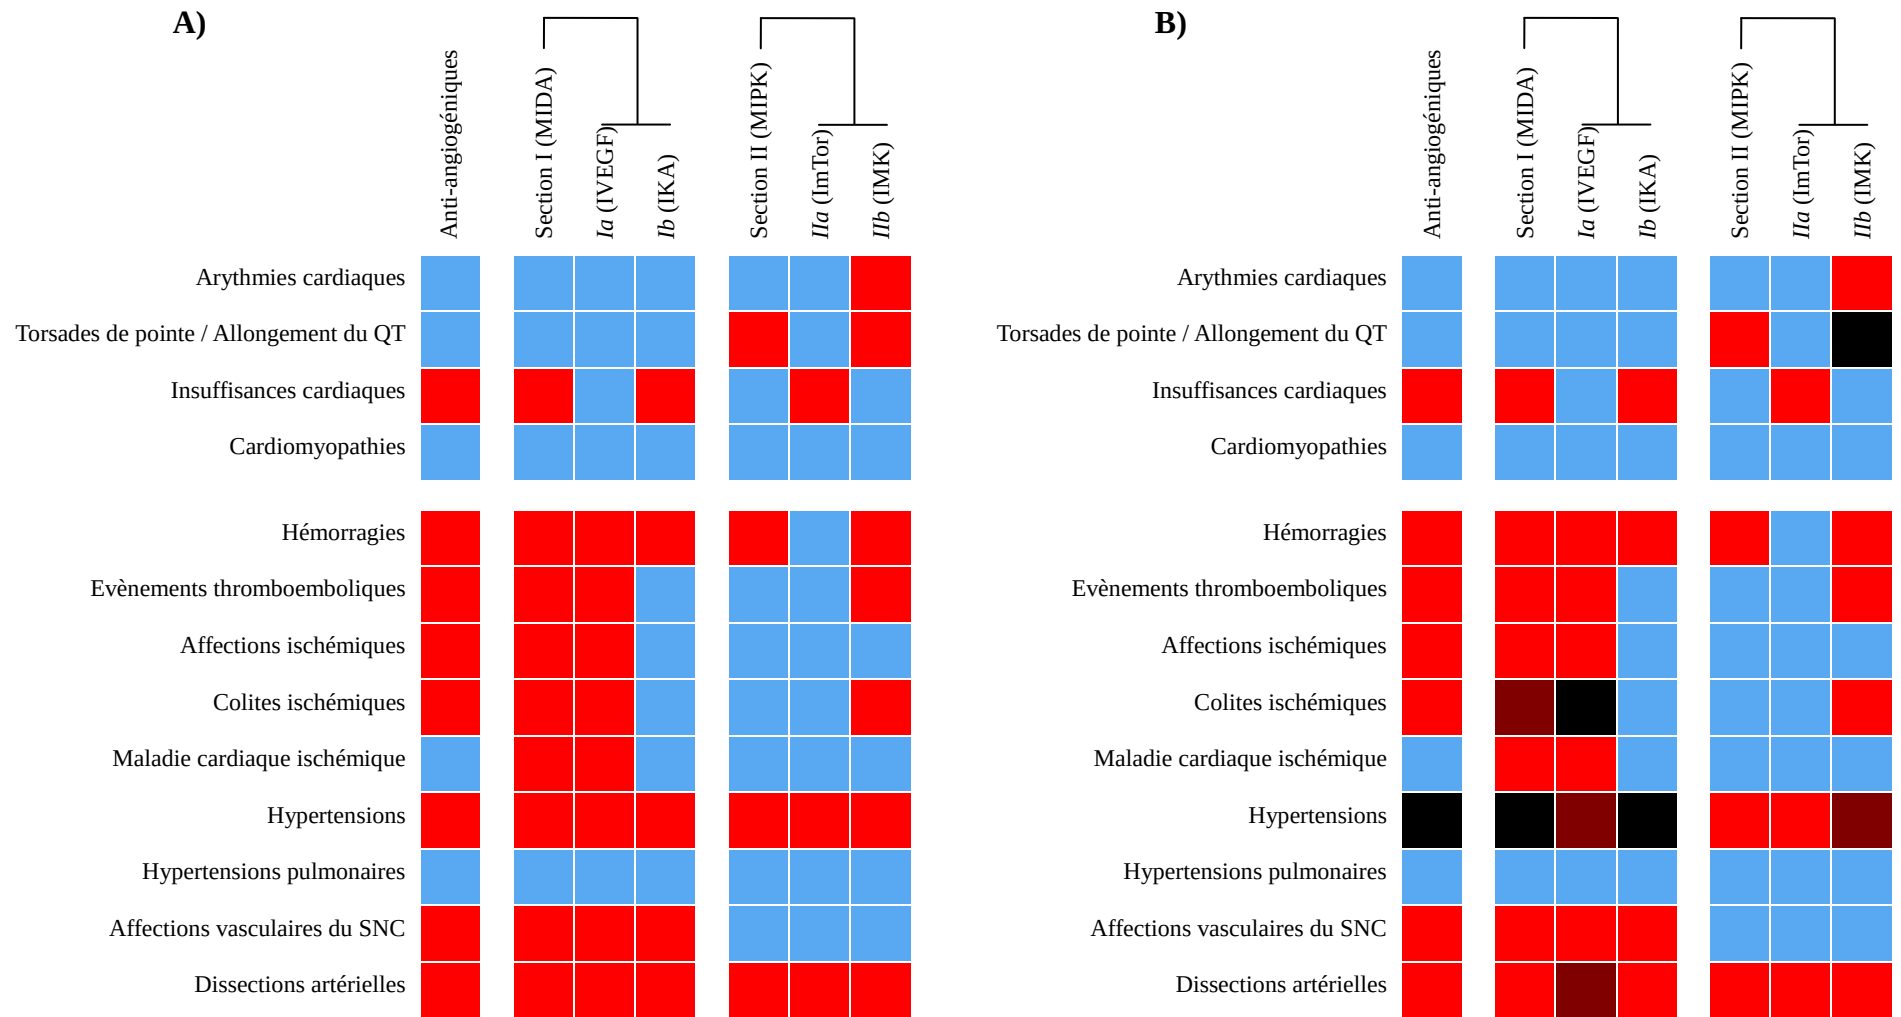 A)
Anti-angiogéniques
Section I (MIDA)
Ia (IVEGF)
Ib (IKA)
Section II (MIPK)
IIa (ImTor)
IIb (IMK)
Arythmies cardiaques
Torsades de pointe / Allongement du QT
Insuffisances cardiaques
Cardiomyopathies
Hémorragies
Evènements thromboemboliques
Affections ischémiques
Colites ischémiques
Maladie cardiaque ischémique
Hypertensions
Hypertensions pulmonaires
Affections vasculaires du SNC
Dissections artérielles
B)
Anti-angiogéniques
Section I (MIDA)
Ia (IVEGF)
Ib (IKA)
Section II (MIPK)
IIa (ImTor)
IIb (IMK)
Arythmies cardiaques
Torsades de pointe / Allongement du QT
Insuffisances cardiaques
Cardiomyopathies
Hémorragies
Evènements thromboemboliques
Affections ischémiques
Colites ischémiques
Maladie cardiaque ischémique
Hypertensions
Hypertensions pulmonaires
Affections vasculaires du SNC
Dissections artérielles